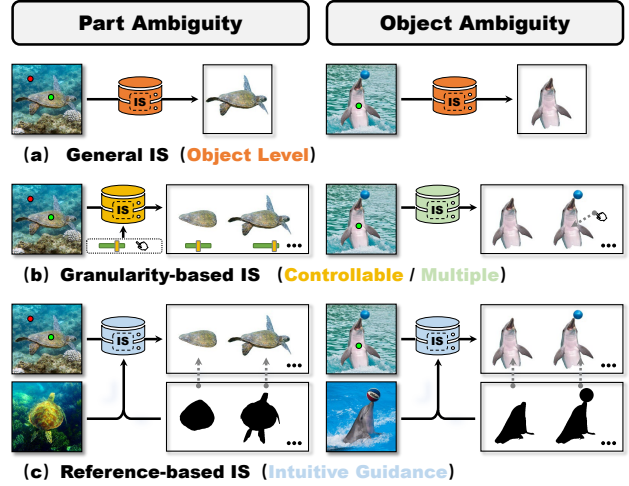 Part Ambiguity
Object Ambiguity
IS
IS
(a) General IS (Object Level)
IS
IS
•••
•••
(b) Granularity-based IS (Controllable / Multiple)
IS
IS
•••
•••
•••
•••
(c) Reference-based IS (Intuitive Guidance)